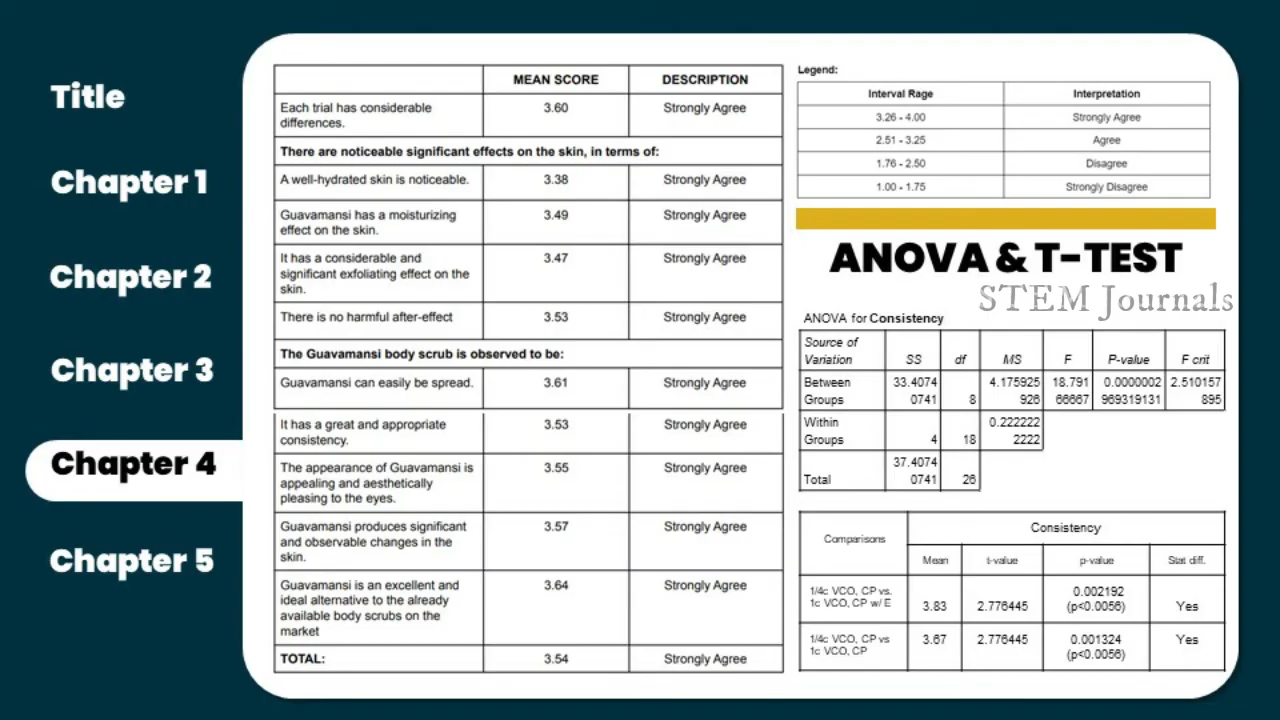 Title
Chapter 1
Chapter 2
Chapter 3
Chapter 4
Chapter 5
MEAN SCORE DESCRIPTION
Each trial has considerable 3.60 Strongly Agree
differences.
There are noticeable significant effects on the skin, in terms of:
A well-hydrated skin is noticeable. 3.38 Strongly Agree
Guavamansi has a moisturizing 3.49 Strongly Agree
effect on the skin.
It has a considerable and 3.47 Strongly Agree
significant exfoliating effect on the
skin.
There is no harmful after-effect 3.53 Strongly Agree
The Guavamansi body scrub is observed to be:
Guavamansi can easily be spread. 3.61 Strongly Agree
It has a great and appropriate 3.53 Strongly Agree
consistency.
The appearance of Guavamansi is 3.55 Strongly Agree
appealing and aesthetically
pleasing to the eyes.
Guavamansi produces significant 3.57 Strongly Agree
and observable changes in the
skin.
Guavamansi is an excellent and 3.64 Strongly Agree
ideal alternative to the already
available body scrubs on the
market
TOTAL: 3.54 Strongly Agree
Legend:
Interval Rage Interpretation
3.26 - 4.00 Strongly Agree
2.51 - 3.25 Agree
1.76 - 2.50 Disagree
1.00 - 1.75 Strongly Disagree
ANOVA & T-TEST
STEM Journals
ANOVA for Consistency
Source of
Variation SS df MS F P-value F crit
Between 33.4074 4.175925 18.791 0.0000002 2.510157
Groups 0741 8 926 66667 969319131 895
Within 0.222222
Groups 4 18 2222
37.4074
Total 0741 26
Comparisons Consistency
Mean t-value p-value Stat diff.
1/4c VCO, CP vs. 0.002192
1c VCO, CP w/ E 3.83 2.776445 (p<0.0056) Yes
1/4c VCO, CP vs 3.67 2.776445 0.001324 Yes
1c VCO, CP (p<0.0056)